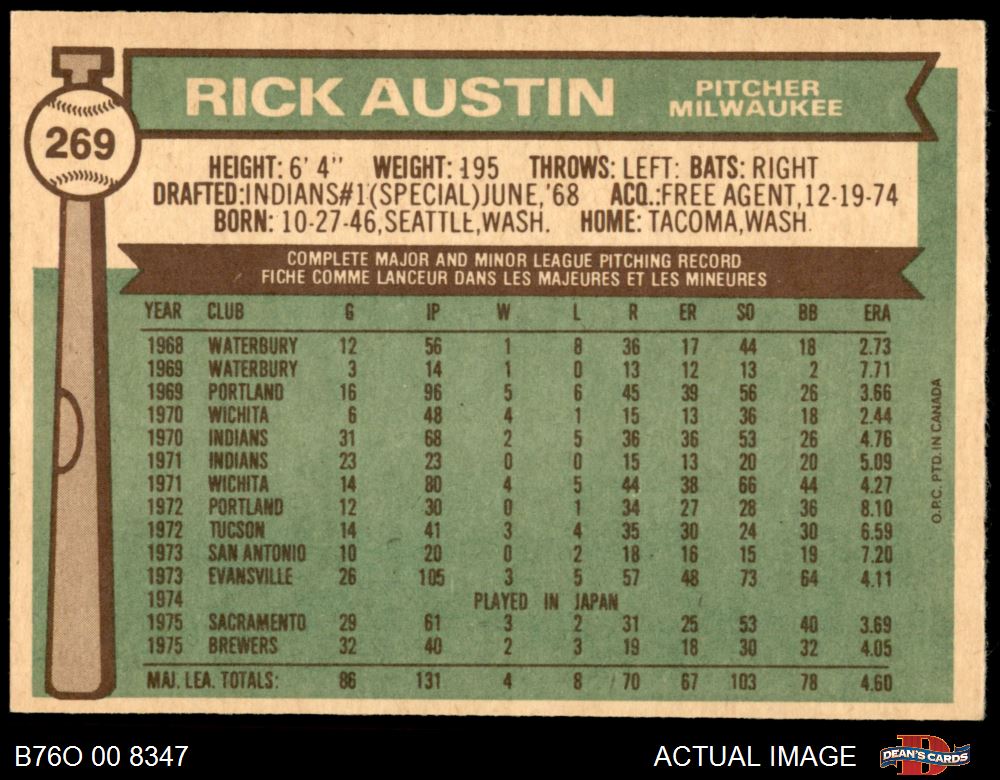 RICK AUSTIN
PITCHER
MILWAUKEE
269
HEIGHT: 6' 4" WEIGHT: 195 THROWS: LEFT: BATS: RIGHT
DRAFTED:INDIANS#1(SPECIAL)JUNE,'68 ACQ.:FREE AGENT,12-19-74
BORN: 10-27-46,SEATTLE,WASH. HOME: TACOMA,WASH.
COMPLETE MAJOR AND MINOR LEAGUE PITCHING RECORD
FICHE COMME LANCEUR DANS LES MAJEURES ET LES MINEURES
YEAR CLUB G IP W L R ER SO BB ERA
1968 WATERBURY 12 56 1 8 36 17 44 18 2.73
1969 WATERBURY 3 14 1 0 13 12 13 2 7.71
1969 PORTLAND 16 96 5 6 45 39 56 26 3.66
1970 WICHITA 6 48 4 1 15 13 36 18 2.44
1970 INDIANS 31 68 2 5 36 36 53 26 4.76
1971 INDIANS 23 23 0 0 15 13 20 20 5.09
1971 WICHITA 14 80 4 5 44 38 66 44 4.27
1972 PORTLAND 12 30 0 1 34 27 28 36 8.10
1972 TUCSON 14 41 3 4 35 30 24 30 6.59
1973 SAN ANTONIO 10 20 0 2 18 16 15 19 7.20
1973 EVANSVILLE 26 105 3 5 57 48 73 64 4.11
1974 PLAYED IN JAPAN
1975 SACRAMENTO 29 61 3 2 31 25 53 40 3.69
1975 BREWERS 32 40 2 3 19 18 30 32 4.05
MAJ. LEA. TOTALS: 86 131 4 8 70 67 103 78 4.60
O.P.C. PTD. IN CANADA
B76O 00 8347
ACTUAL IMAGE
DEAN'S CARDS